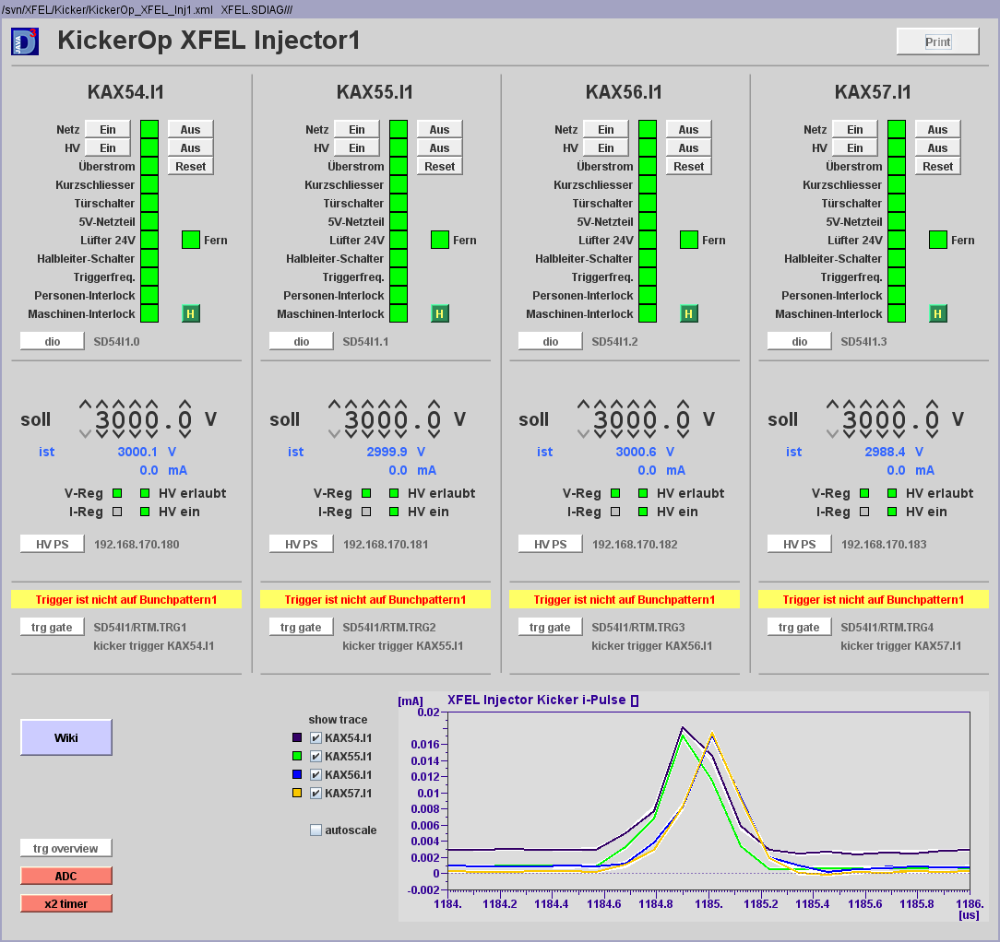 /svn/XFEL/Kicker/KickerOp_XFEL_Inj1.xml XFEL.SDIAG///
JAVA D 3
KickerOp XFEL Injector1
Print
KAX54.I1
Netz Ein Aus
HV Ein Aus
Überstrom Reset
Kurzschliesser
Türschalter
5V-Netzteil
Lüfter 24V Fern
Halbleiter-Schalter
Triggerfreq.
Personen-Interlock
Maschinen-Interlock H
dio SD54I1.0
soll 3000.0 V
ist 3000.1 V
0.0 mA
V-Reg HV erlaubt
I-Reg HV ein
HV PS 192.168.170.180
Trigger ist nicht auf Bunchpattern1
trg gate SD54I1/RTM.TRG1
kicker trigger KAX54.I1
KAX55.I1
Netz Ein Aus
HV Ein Aus
Überstrom Reset
Kurzschliesser
Türschalter
5V-Netzteil
Lüfter 24V Fern
Halbleiter-Schalter
Triggerfreq.
Personen-Interlock
Maschinen-Interlock H
dio SD54I1.1
soll 3000.0 V
ist 2999.9 V
0.0 mA
V-Reg HV erlaubt
I-Reg HV ein
HV PS 192.168.170.181
Trigger ist nicht auf Bunchpattern1
trg gate SD54I1/RTM.TRG2
kicker trigger KAX55.I1
KAX56.I1
Netz Ein Aus
HV Ein Aus
Überstrom Reset
Kurzschliesser
Türschalter
5V-Netzteil
Lüfter 24V Fern
Halbleiter-Schalter
Triggerfreq.
Personen-Interlock
Maschinen-Interlock H
dio SD54I1.2
soll 3000.0 V
ist 3000.6 V
0.0 mA
V-Reg HV erlaubt
I-Reg HV ein
HV PS 192.168.170.182
Trigger ist nicht auf Bunchpattern1
trg gate SD54I1/RTM.TRG3
kicker trigger KAX56.I1
KAX57.I1
Netz Ein Aus
HV Ein Aus
Überstrom Reset
Kurzschliesser
Türschalter
5V-Netzteil
Lüfter 24V Fern
Halbleiter-Schalter
Triggerfreq.
Personen-Interlock
Maschinen-Interlock H
dio SD54I1.3
soll 3000.0 V
ist 2988.4 V
0.0 mA
V-Reg HV erlaubt
I-Reg HV ein
HV PS 192.168.170.183
Trigger ist nicht auf Bunchpattern1
trg gate SD54I1/RTM.TRG4
kicker trigger KAX57.I1
Wiki
trg overview
ADC
x2 timer
show trace
KAX54.I1
KAX55.I1
KAX56.I1
KAX57.I1
autoscale
[mA] XFEL Injector Kicker i-Pulse []
0.02
0.016
0.014
0.012
0.01
0.008
0.006
0.004
0.002
0
-0.002
1184. 1184.2 1184.4 1184.6 1184.8 1185. 1185.2 1185.4 1185.6 1185.8 1186.
[us]